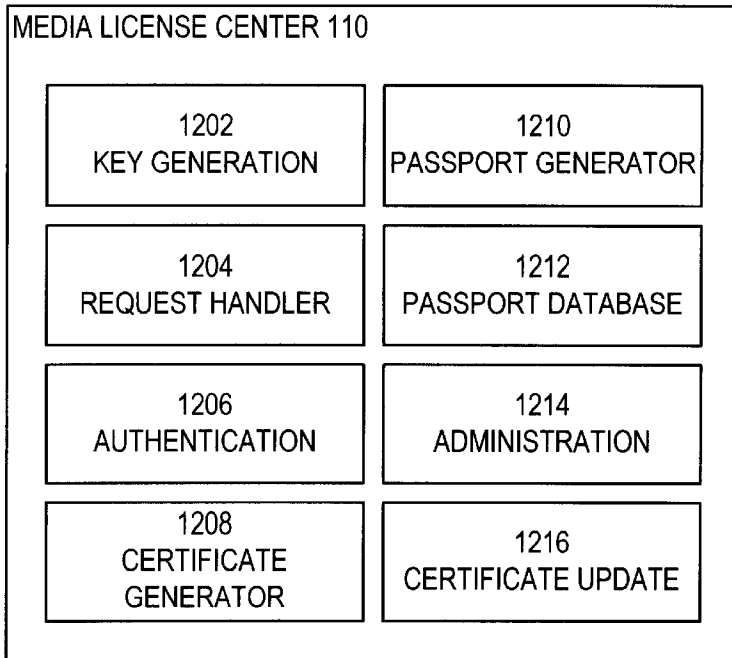 MEDIA LICENSE CENTER 110
1202
KEY GENERATION
1210
PASSPORT GENERATOR
1204
REQUEST HANDLER
1212
PASSPORT DATABASE
1206
AUTHENTICATION
1214
ADMINISTRATION
1208
CERTIFICATE
GENERATOR
1216
CERTIFICATE UPDATE